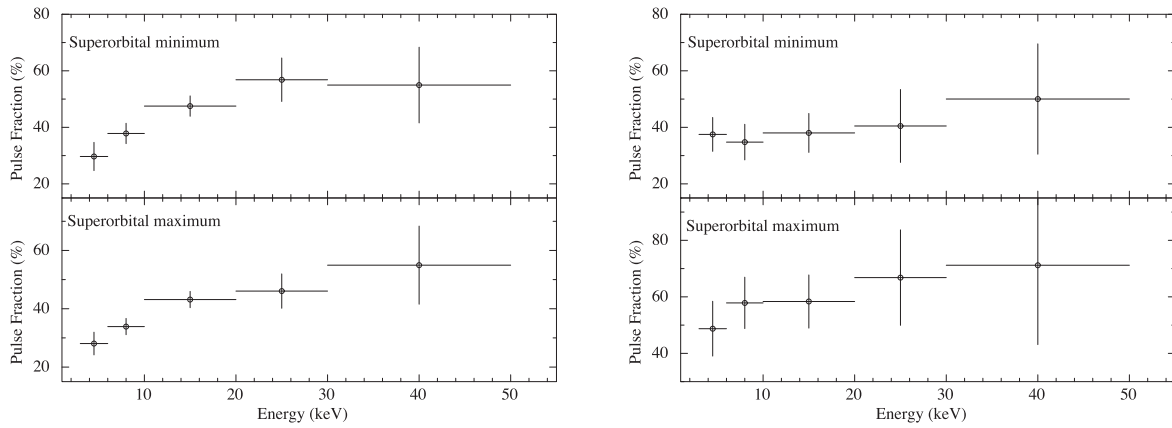 80
60
40
20
Pulse Fraction (%)
Superorbital minimum
60
40
20
Pulse Fraction (%)
Superorbital maximum
10 20 30 40 50
Energy (keV)
80
60
40
20
Pulse Fraction (%)
Superorbital minimum
80
60
40
Pulse Fraction (%)
Superorbital maximum
10 20 30 40 50
Energy (keV)